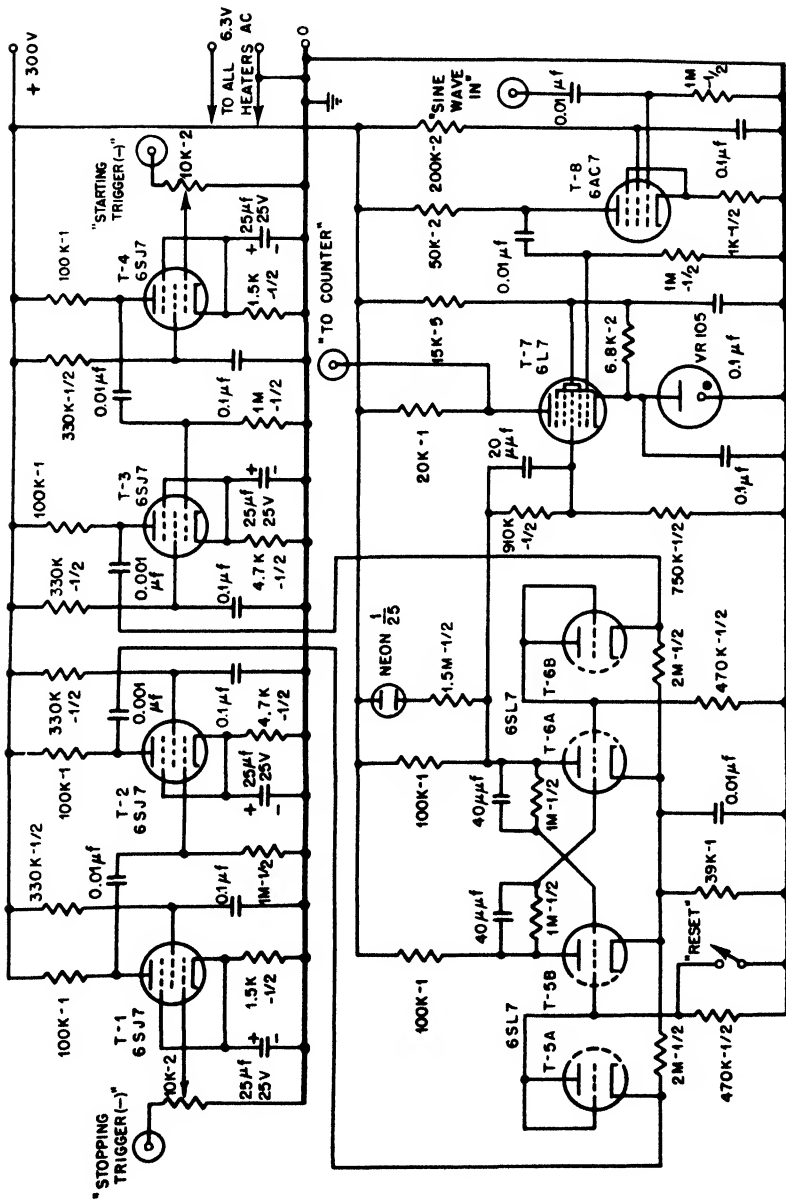 + 300V
6.3V
AC
TO ALL
HEATERS
0
"STARTING
TRIGGER(-)"
10K-2
100K-1
T-4
6SJ7
25µf
25V
+
-
1.5K
-1/2
330K-1/2
0.01µf
0.1µf
1M
-1/2
100K-1
T-3
6SJ7
25µf
25V
+
-
4.7K
-1/2
330K
-1/2
0.001
µf
0.1µf
330K
-1/2
0.001
µf
0.1µf
100K-1
T-2
6SJ7
4.7K
-1/2
25µf
25V
+
-
330K-1/2
0.01µf
0.1µf
1M-1/2
100K-1
T-1
6SJ7
1.5K
-1/2
25µf
25V
+
-
10K-2
"STOPPING
TRIGGER(-)"
"SINE
WAVE
IN"
0.01µf
1M
-1/2
200K-2
T-8
6AC7
0.1µf
50K-2
0.01µf
1K-1/2
1M
-1/2
"TO COUNTER"
15K-5
T-7
6L7
6.8K-2
VR105
0.1µf
20K-1
20
µµf
0.1µf
910K
-1/2
750K-1/2
NEON 1/25
1.5M-1/2
6SL7
T-6B
T-6A
2M-1/2
470K-1/2
100K-1
40µµf
1M-1/2
0.01µf
40µµf
1M-1/2
39K-1
100K-1
6SL7
T-5B
T-5A
"RESET"
2M-1/2
470K-1/2